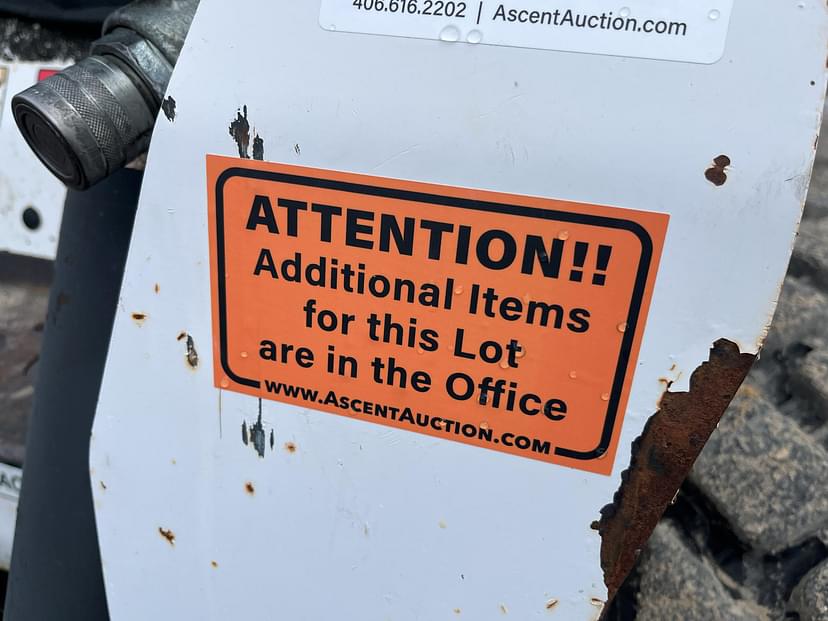 406.616.2202 | AscentAuction.com
ATTENTION!!
Additional Items
for this Lot
are in the Office
www.AscentAuction.com